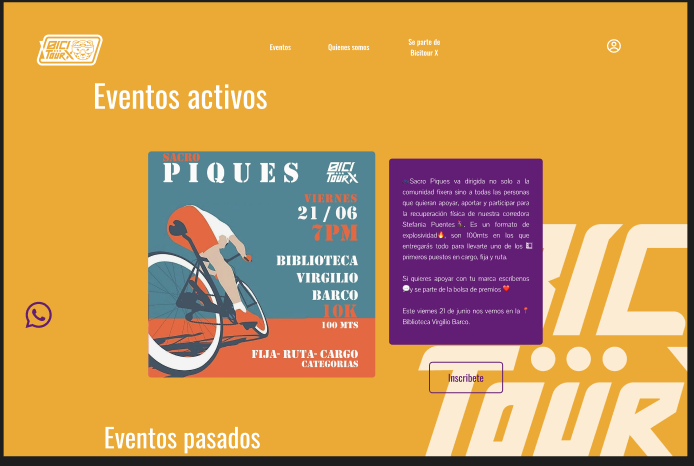 BICI
TOUR X
Eventos
Quienes somos
Se parte de
Bicitour X
Eventos activos
SACRO
PIQUES
BICI
TOUR X
VIERNES
21 / 06
7PM
BIBLIOTECA
VIRGILIO
BARCO
10K
100 MTS
FIJA- RUTA- CARGO
CATEGORIAS
Sacro Piques va dirigida no solo a la
comunidad fixera sino a todas las personas
que quieran apoyar, aportar y participar para
la recuperación física de nuestra corredora
Stefania Puentes🚴. Es un formato de
explosividad🔥, son 100mts en los que
entregarás todo para llevarte uno de los 3️⃣
primeros puestos en cargo, fija y ruta.
Si quieres apoyar con tu marca escríbenos
💬y se parte de la bolsa de premios❤️
Este viernes 21 de junio nos vemos en la 📍
Biblioteca Virgilio Barco.
Inscribete
BIC
TOUR
Eventos pasados